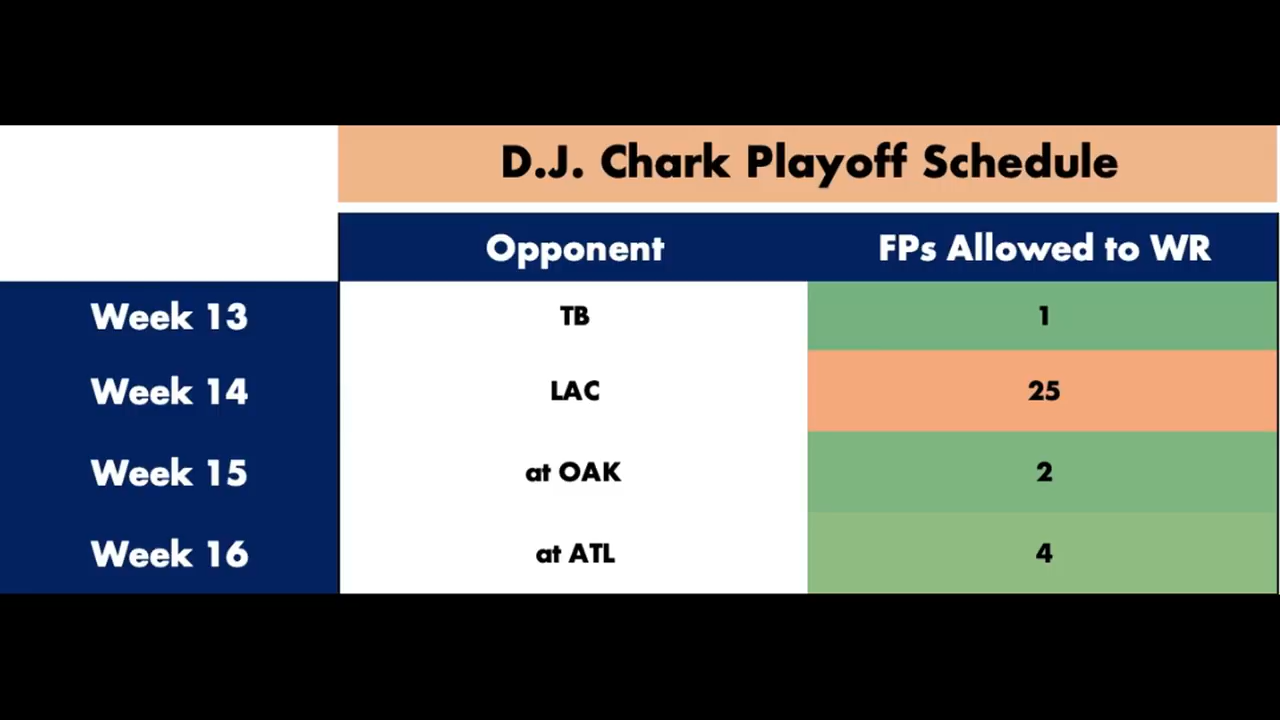 D.J. Chark Playoff Schedule
Opponent FPs Allowed to WR
Week 13 TB 1
Week 14 LAC 25
Week 15 at OAK 2
Week 16 at ATL 4